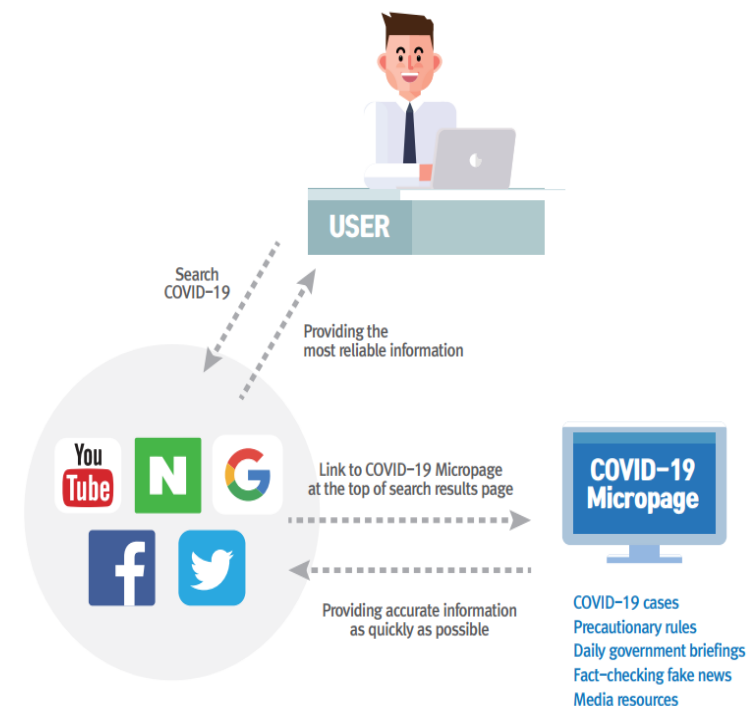 USER
Search
COVID-19
Providing the
most reliable information
You
Tube
N
G
f
Link to COVID-19 Micropage
at the top of search results page
COVID-19
Micropage
Providing accurate information
as quickly as possible
COVID-19 cases
Precautionary rules
Daily government briefings
Fact-checking fake news
Media resources